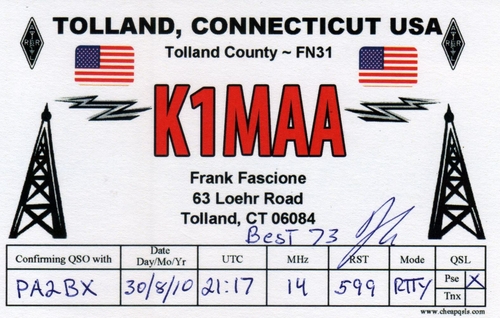 TOLLAND, CONNECTICUT USA
Tolland County ~ FN31
K1MAA
Frank Fascione
63 Loehr Road
Tolland, CT 06084
Best 73
Confirming QSO with Date Day/Mo/Yr UTC MHz RST Mode QSL
PA2BX 30/8/10 21:17 14 599 RTTY Pse X
Tnx
www.cheapqsls.com